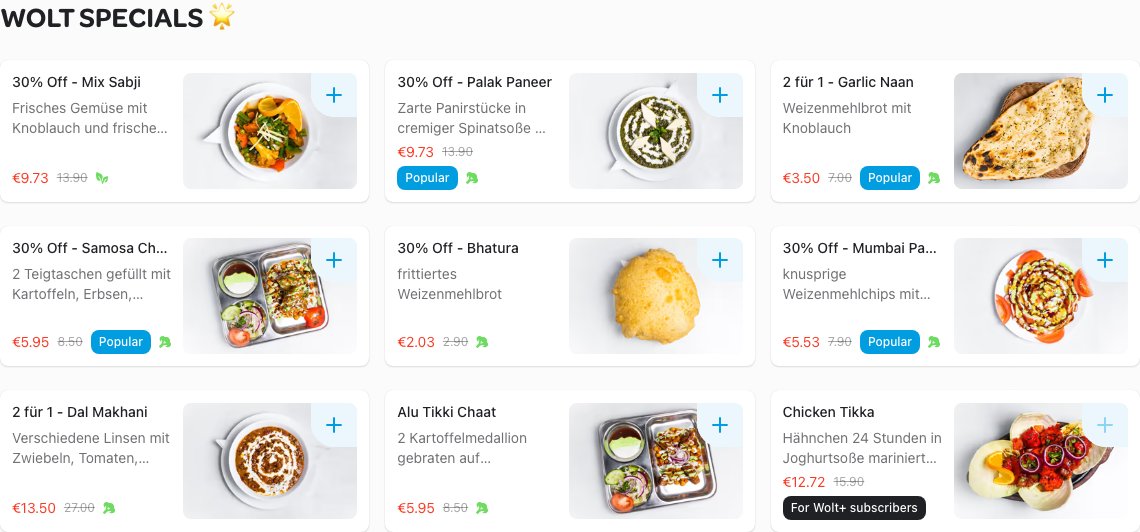 WOLT SPECIALS 🌟
30% Off - Mix Sabji
Frisches Gemüse mit
Knoblauch und frische...
€9.73 13.90
30% Off - Palak Paneer
Zarte Panirstücke in
cremiger Spinatsoße ...
€9.73 13.90
Popular
2 für 1 - Garlic Naan
Weizenmehlbrot mit
Knoblauch
€3.50 7.00 Popular
30% Off - Samosa Ch...
2 Teigtaschen gefüllt mit
Kartoffeln, Erbsen,...
€5.95 8.50 Popular
30% Off - Bhatura
frittiertes
Weizenmehlbrot
€2.03 2.90
30% Off - Mumbai Pa...
knusprige
Weizenmehlchips mit...
€5.53 7.90 Popular
2 für 1 - Dal Makhani
Verschiedene Linsen mit
Zwiebeln, Tomaten,...
€13.50 27.00
Alu Tikki Chaat
2 Kartoffelmedallion
gebraten auf...
€5.95 8.50
Chicken Tikka
Hähnchen 24 Stunden in
Joghurtsoße mariniert...
€12.72 15.90
For Wolt+ subscribers